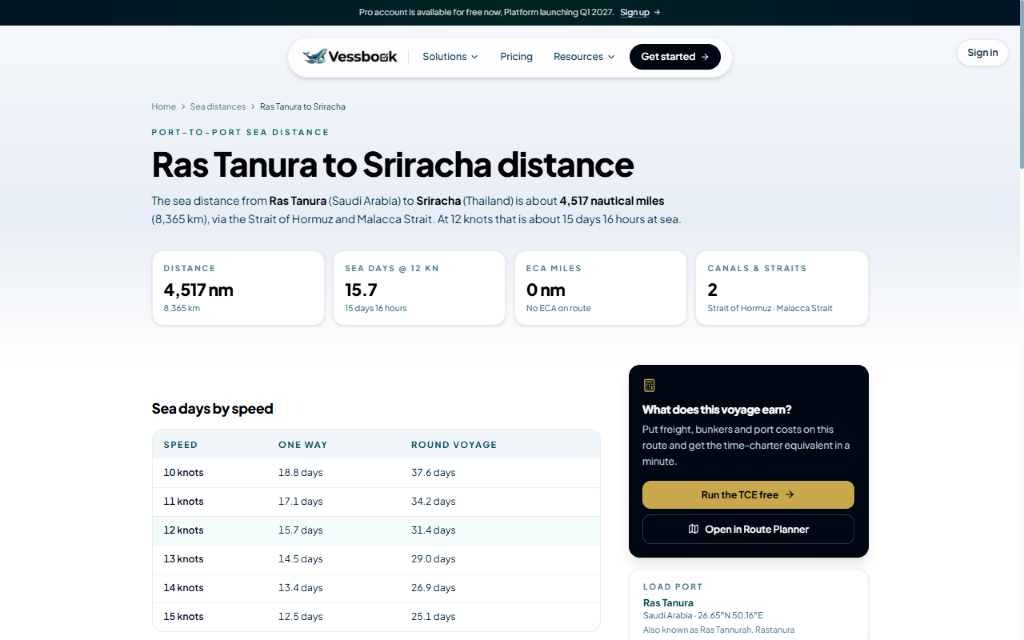 Pro account is available for free now, Platform launching Q1 2027. Sign up →
Vessbook Solutions Pricing Resources Get started → Sign in
Home > Sea distances > Ras Tanura to Sriracha
PORT-TO-PORT SEA DISTANCE
Ras Tanura to Sriracha distance
The sea distance from Ras Tanura (Saudi Arabia) to Sriracha (Thailand) is about 4,517 nautical miles
(8,365 km), via the Strait of Hormuz and Malacca Strait. At 12 knots that is about 15 days 16 hours at sea.
DISTANCE
4,517 nm
8,365 km
SEA DAYS @ 12 KN
15.7
15 days 16 hours
ECA MILES
0 nm
No ECA on route
CANALS & STRAITS
2
Strait of Hormuz · Malacca Strait
Sea days by speed
SPEED ONE WAY ROUND VOYAGE
10 knots 18.8 days 37.6 days
11 knots 17.1 days 34.2 days
12 knots 15.7 days 31.4 days
13 knots 14.5 days 29.0 days
14 knots 13.4 days 26.9 days
15 knots 12.5 days 25.1 days
What does this voyage earn?
Put freight, bunkers and port costs on this
route and get the time-charter equivalent in a
minute.
Run the TCE free →
Open in Route Planner
LOAD PORT
Ras Tanura
Saudi Arabia · 26.65°N 50.16°E
Also known as Ras Tannurah, Rastanura